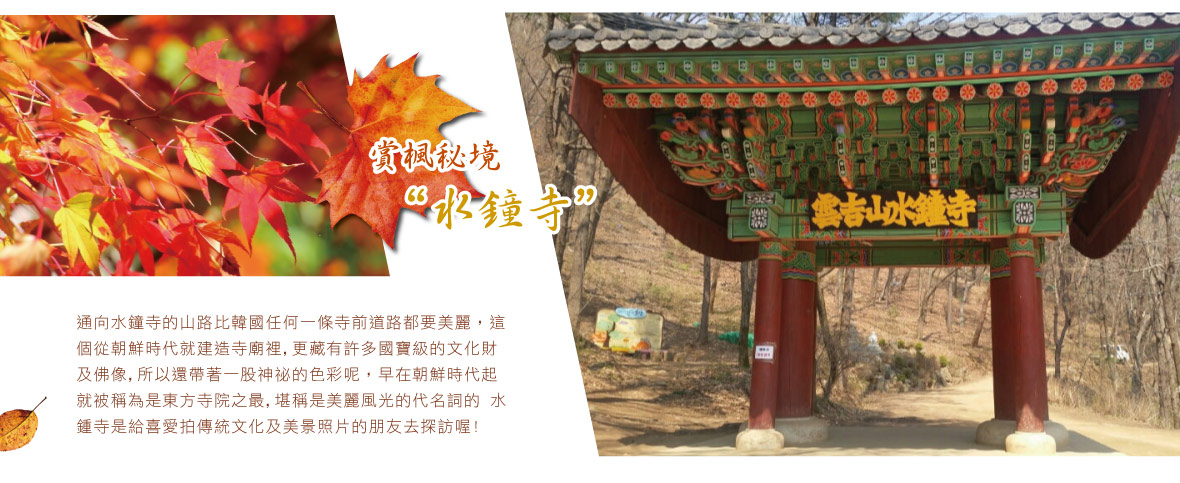 賞楓秘境
“水鐘寺”
雲吉山水鐘寺
通向水鐘寺的山路比韓國任何一條寺前道路都要美麗，這
個從朝鮮時代就建造寺廟裡,更藏有許多國寶級的文化財
及佛像,所以還帶著一股神祕的色彩呢，早在朝鮮時代起
就被稱為是東方寺院之最,堪稱是美麗風光的代名詞的 水
鍾寺是給喜愛拍傳統文化及美景照片的朋友去探訪喔!